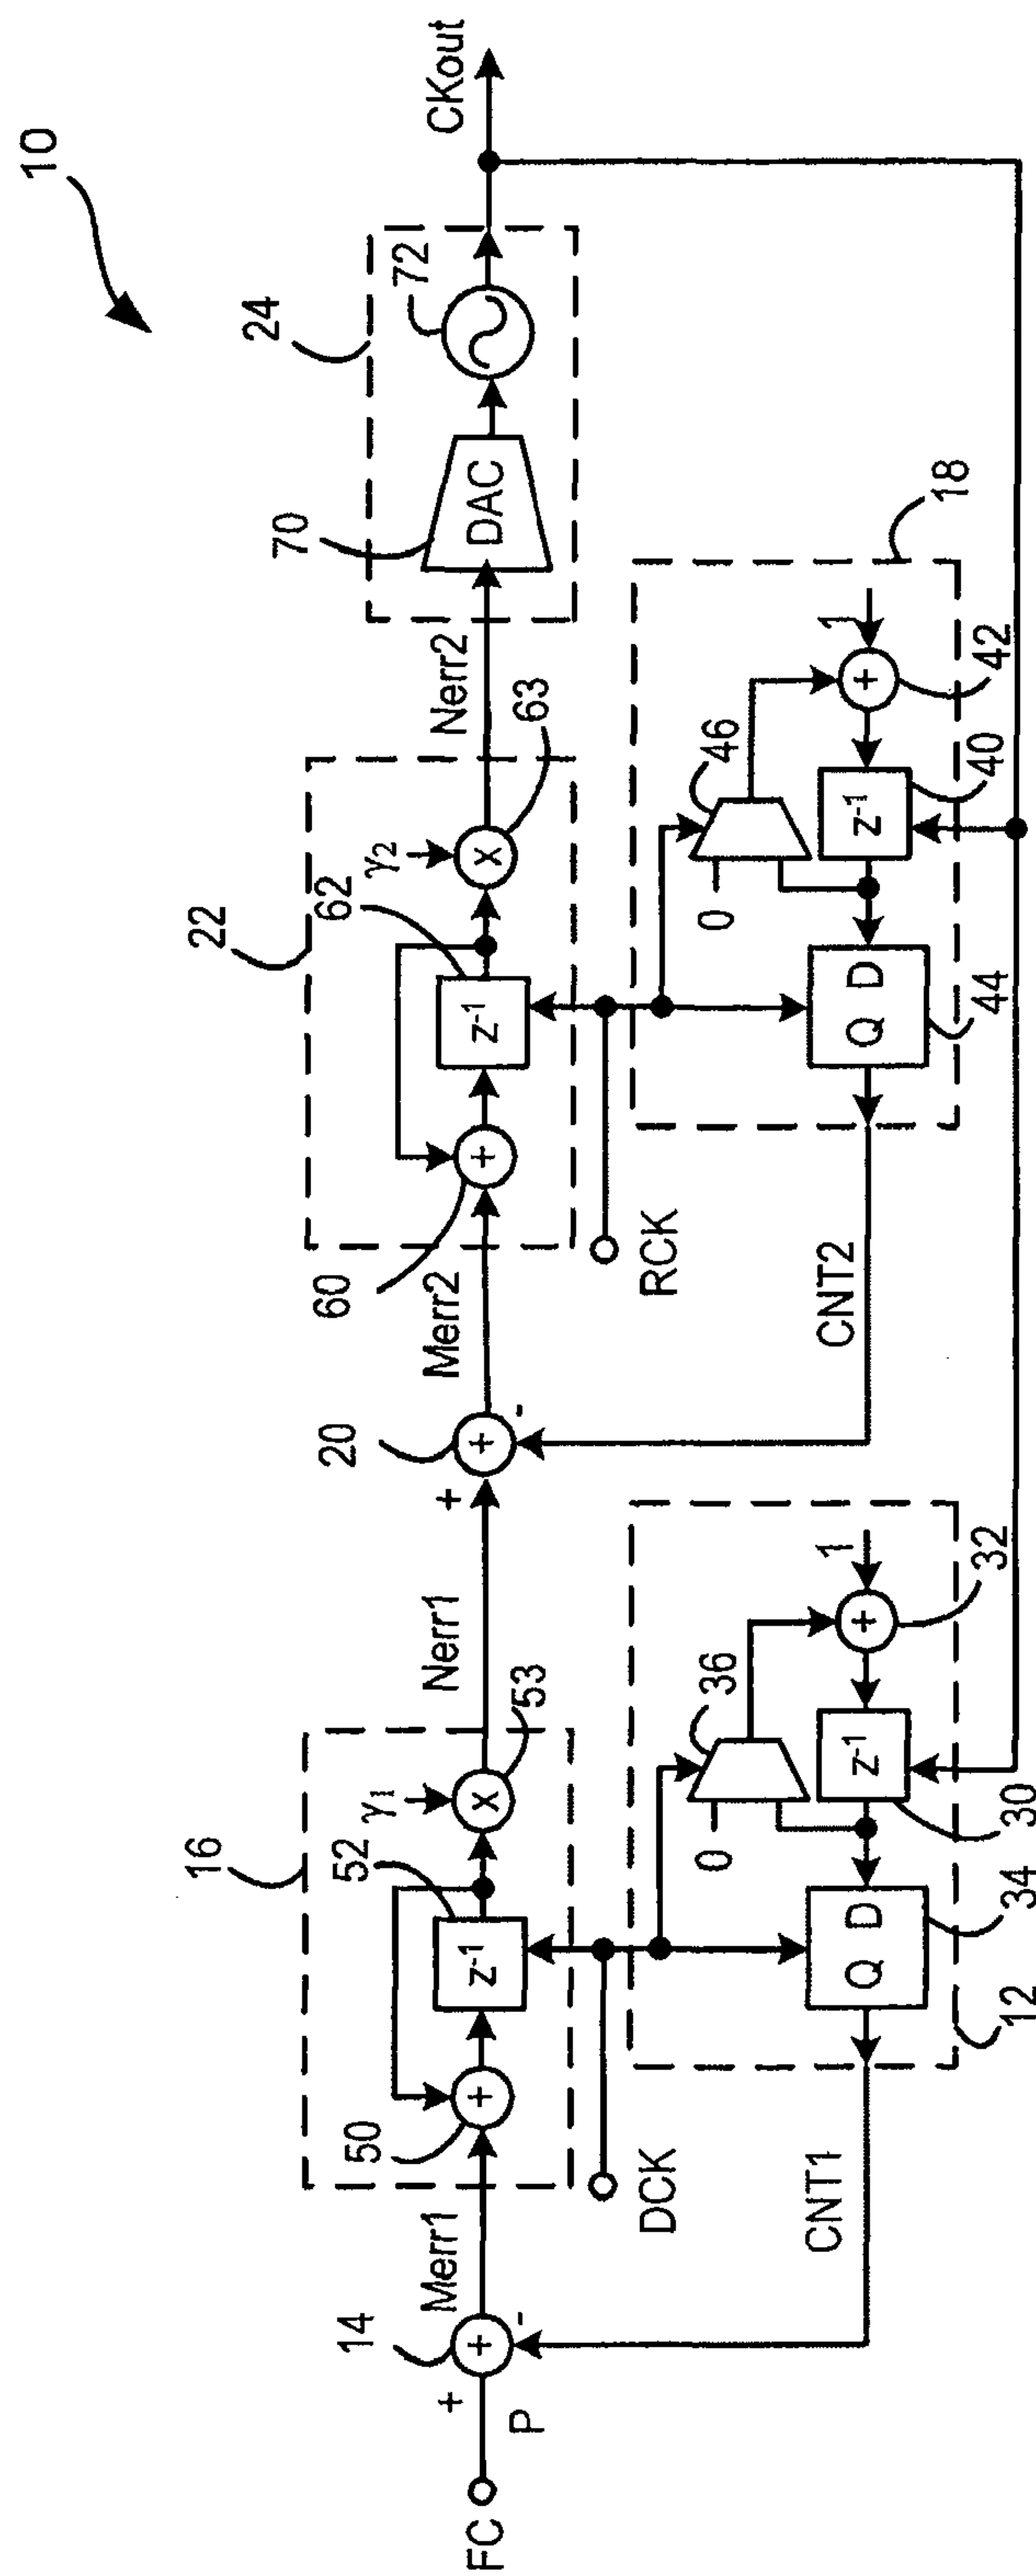 10
FC
P
+
-
14
+
Merr1
16
50
+
52
z⁻¹
γ₁
x
53
Nerr1
+
-
20
+
Merr2
22
60
+
62
z⁻¹
γ₂
x
63
Nerr2
24
70
DAC
72
CKout
DCK
RCK
CNT1
12
34
Q D
30
z⁻¹
0
36
+
1
32
CNT2
18
44
Q D
40
z⁻¹
0
46
+
1
42